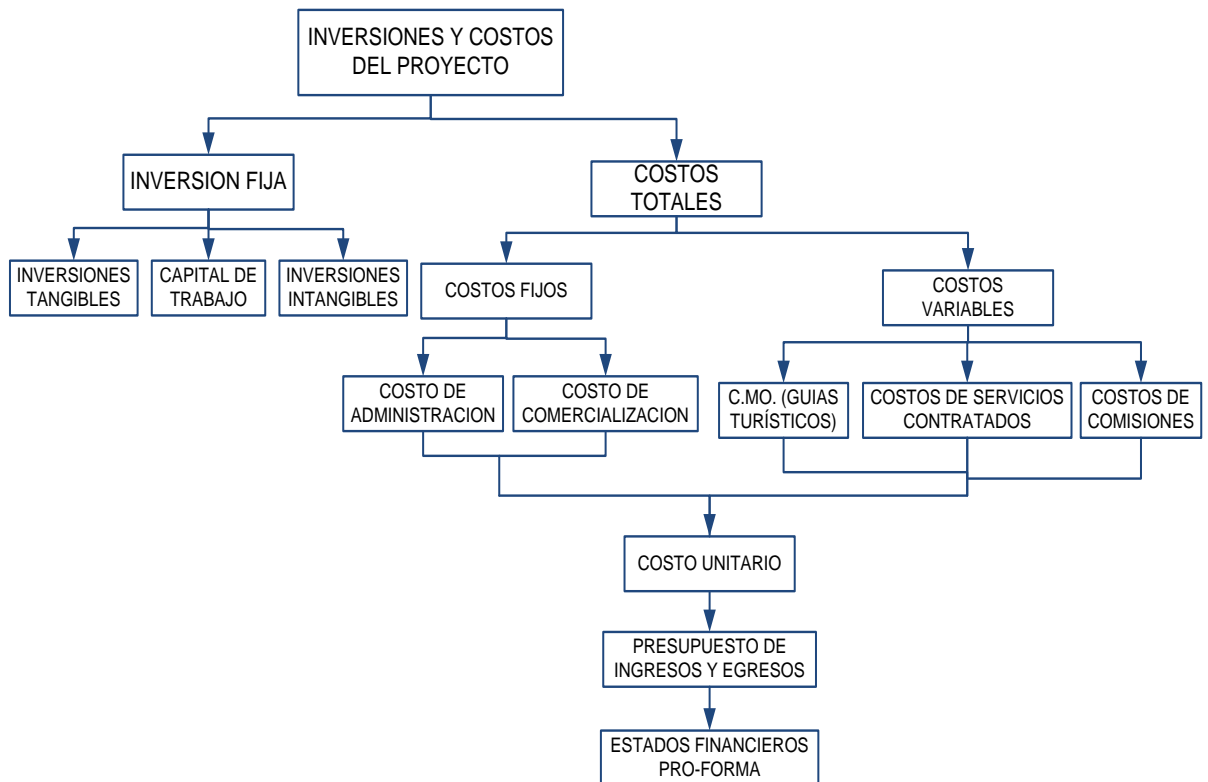 INVERSIONES Y COSTOS
DEL PROYECTO
INVERSION FIJA
COSTOS
TOTALES
INVERSIONES
TANGIBLES
CAPITAL DE
TRABAJO
INVERSIONES
INTANGIBLES
COSTOS FIJOS
COSTOS
VARIABLES
COSTO DE
ADMINISTRACION
COSTO DE
COMERCIALIZACION
C.MO. (GUIAS
TURÍSTICOS)
COSTOS DE SERVICIOS
CONTRATADOS
COSTOS DE
COMISIONES
COSTO UNITARIO
PRESUPUESTO DE
INGRESOS Y EGRESOS
ESTADOS FINANCIEROS
PRO-FORMA